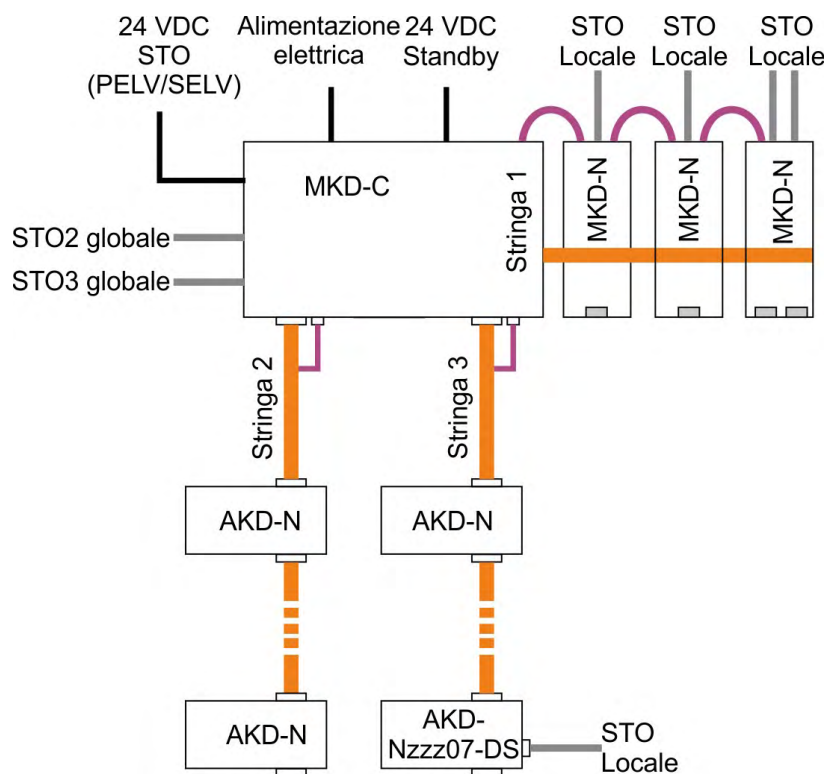 24 VDC
STO
(PELV/SELV)
Alimentazione
elettrica
24 VDC
Standby
STO
Locale
STO
Locale
STO
Locale
MKD-C
Stringa 1
MKD-N
MKD-N
MKD-N
STO2 globale
STO3 globale
Stringa 2
Stringa 3
AKD-N
AKD-N
AKD-N
AKD-
Nzzz07-DS
STO
Locale